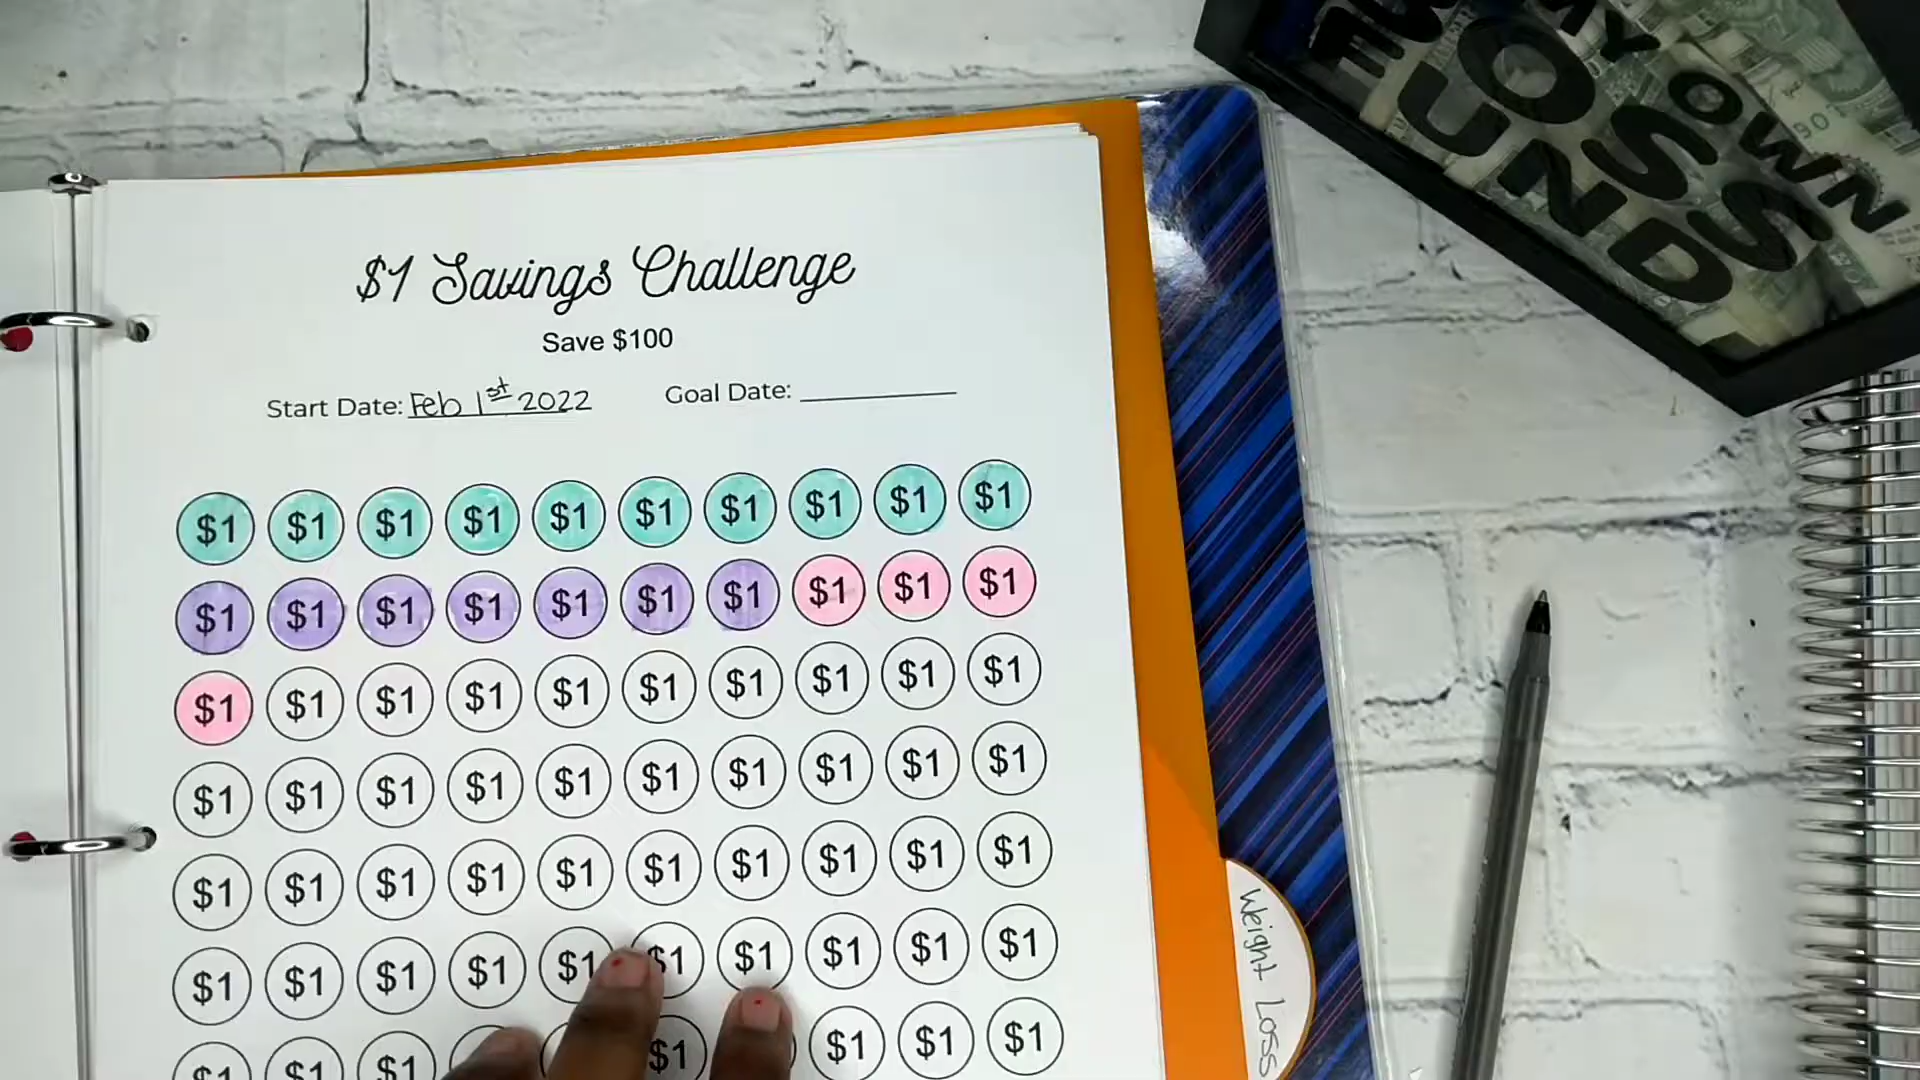 $1 Savings Challenge
Save $100
Start Date: Feb 1st 2022 Goal Date:
$1 $1 $1 $1 $1 $1 $1 $1 $1 $1
$1 $1 $1 $1 $1 $1 $1 $1 $1 $1
$1 $1 $1 $1 $1 $1 $1 $1 $1 $1
$1 $1 $1 $1 $1 $1 $1 $1 $1 $1
$1 $1 $1 $1 $1 $1 $1 $1 $1 $1
$1 $1 $1 $1 $1 $1 $1 $1 $1 $1
$1 $1 $1 $1 $1 $1 $1
MY OWN
BOSS
FUND
Weight Loss